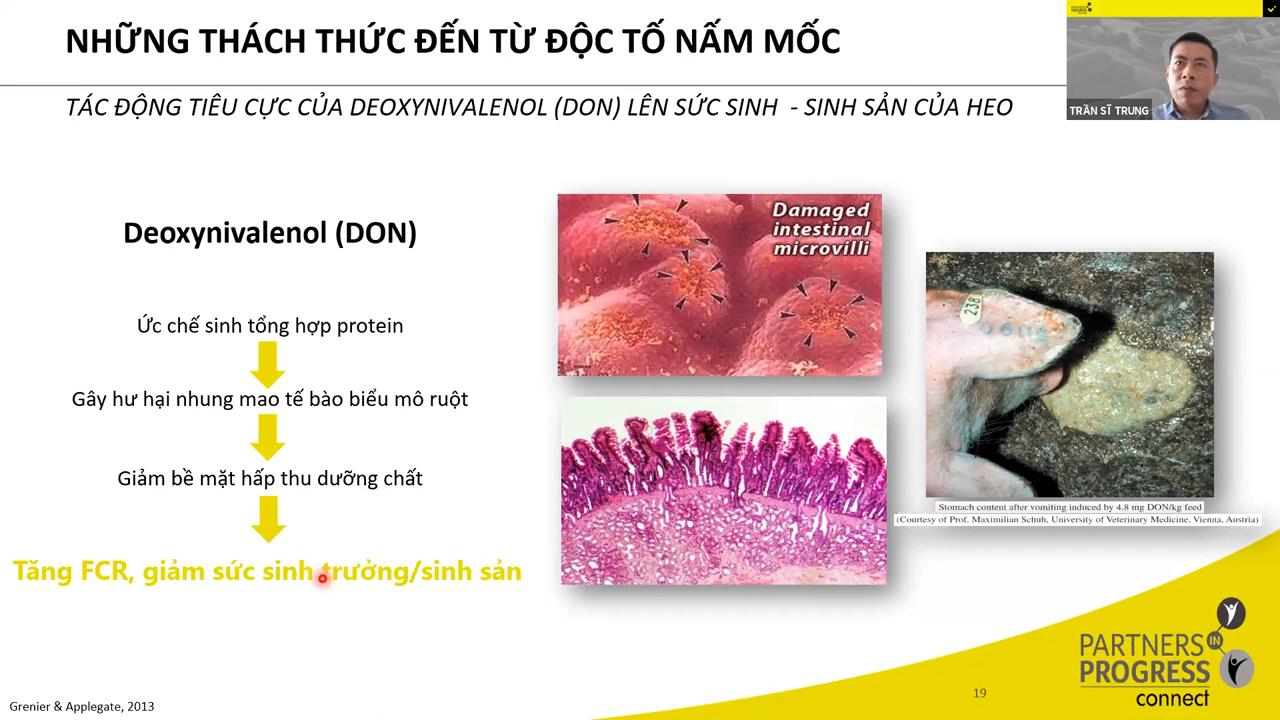 NHỮNG THÁCH THỨC ĐẾN TỪ ĐỘC TỐ NẤM MỐC
TÁC ĐỘNG TIÊU CỰC CỦA DEOXYNIVALENOL (DON) LÊN SỨC SINH - SINH SẢN CỦA HEO
TRẦN SĨ TRUNG
Deoxynivalenol (DON)
Ức chế sinh tổng hợp protein
Gây hư hại nhung mao tế bào biểu mô ruột
Giảm bề mặt hấp thu dưỡng chất
Tăng FCR, giảm sức sinh trưởng/sinh sản
Damaged
intestinal
microvilli
238
Stomach content after vomiting induced by 4.8 mg DON/kg feed
(Courtesy of Prof. Maximilian Schuh, University of Veterinary Medicine, Vienna, Austria)
PARTNERS
IN
PROGRESS
connect
19
Grenier & Applegate, 2013